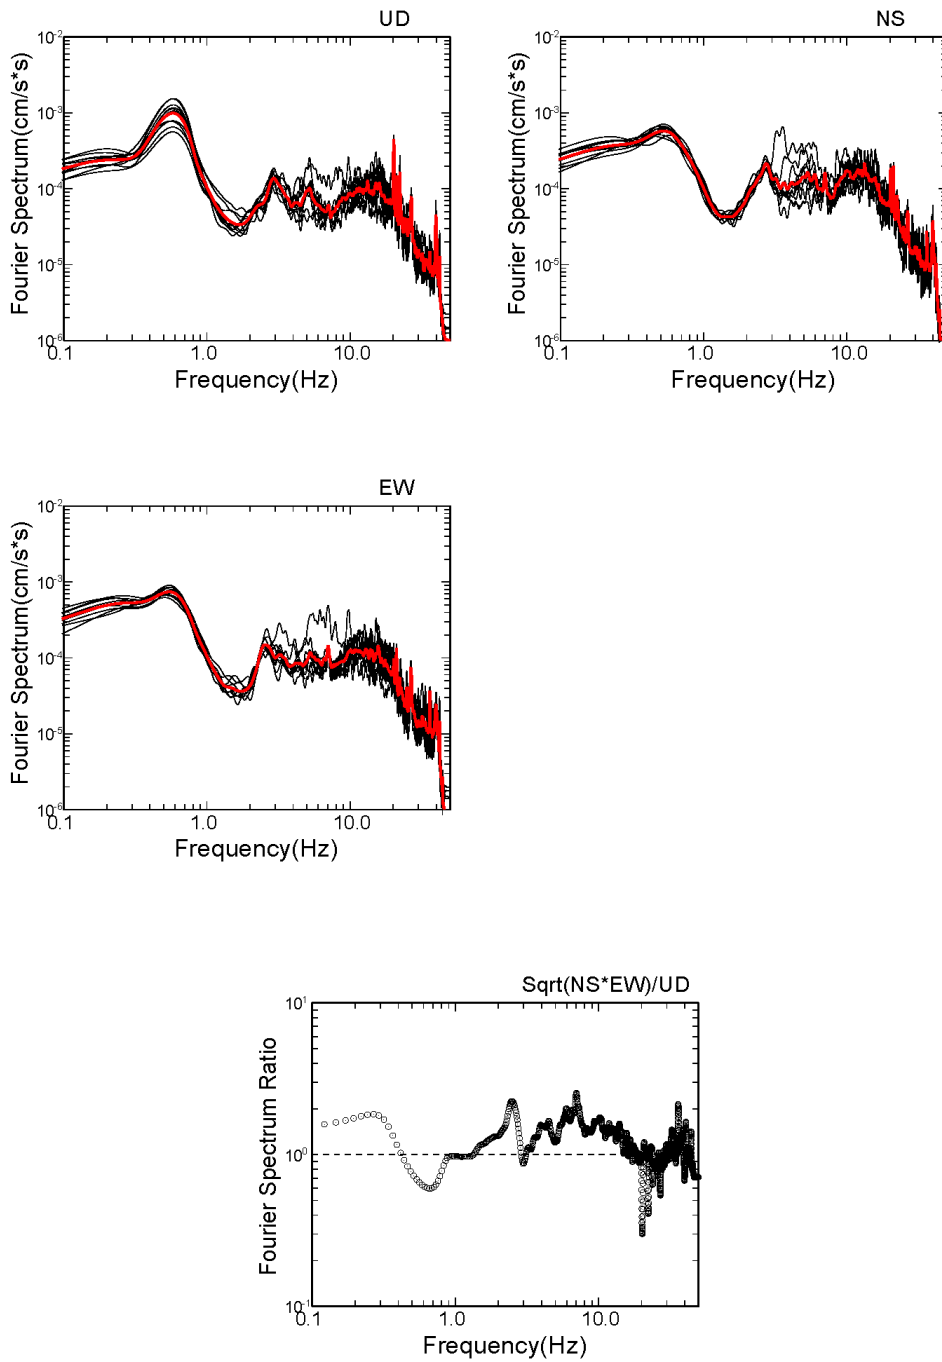 UD
10-2
10-3
10-4
10-5
10-6
0.1
1.0
10.0
Fourier Spectrum(cm/s*s)
Frequency(Hz)
NS
10-2
10-3
10-4
10-5
10-6
0.1
1.0
10.0
Fourier Spectrum(cm/s*s)
Frequency(Hz)
EW
10-2
10-3
10-4
10-5
10-6
0.1
1.0
10.0
Fourier Spectrum(cm/s*s)
Frequency(Hz)
Sqrt(NS*EW)/UD
101
100
10-1
0.1
1.0
10.0
Fourier Spectrum Ratio
Frequency(Hz)